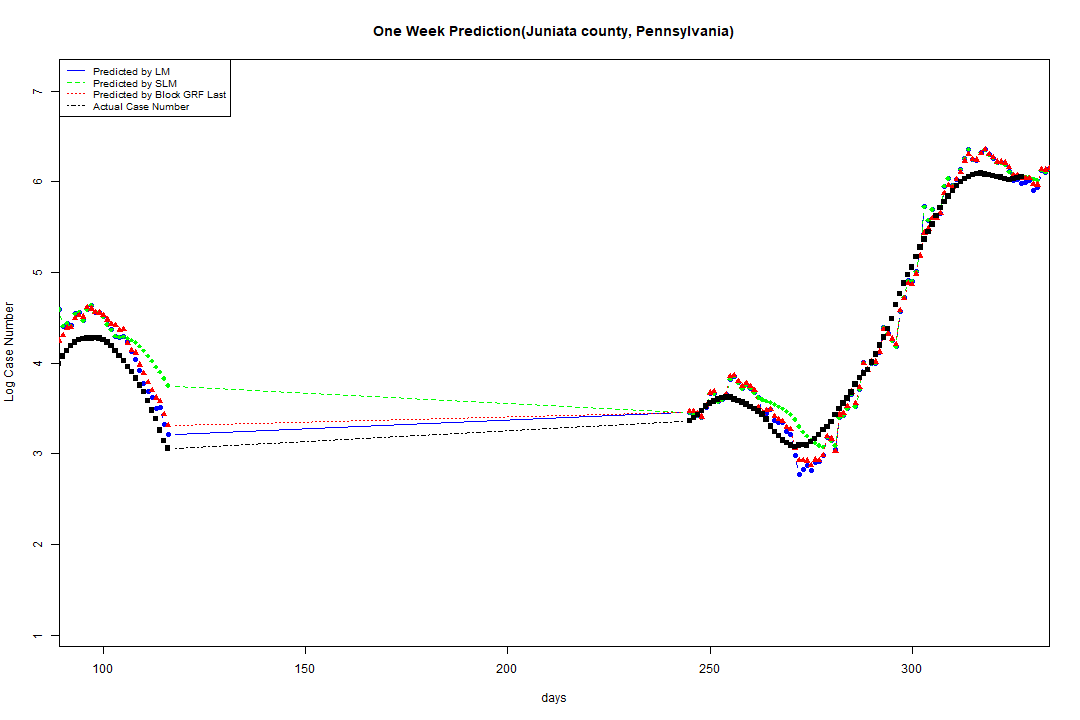 One Week Prediction(Juniata county, Pennsylvania)
Predicted by LM
Predicted by SLM
Predicted by Block GRF Last
Actual Case Number
7
6
5
4
3
2
1
Log Case Number
100 150 200 250 300
days